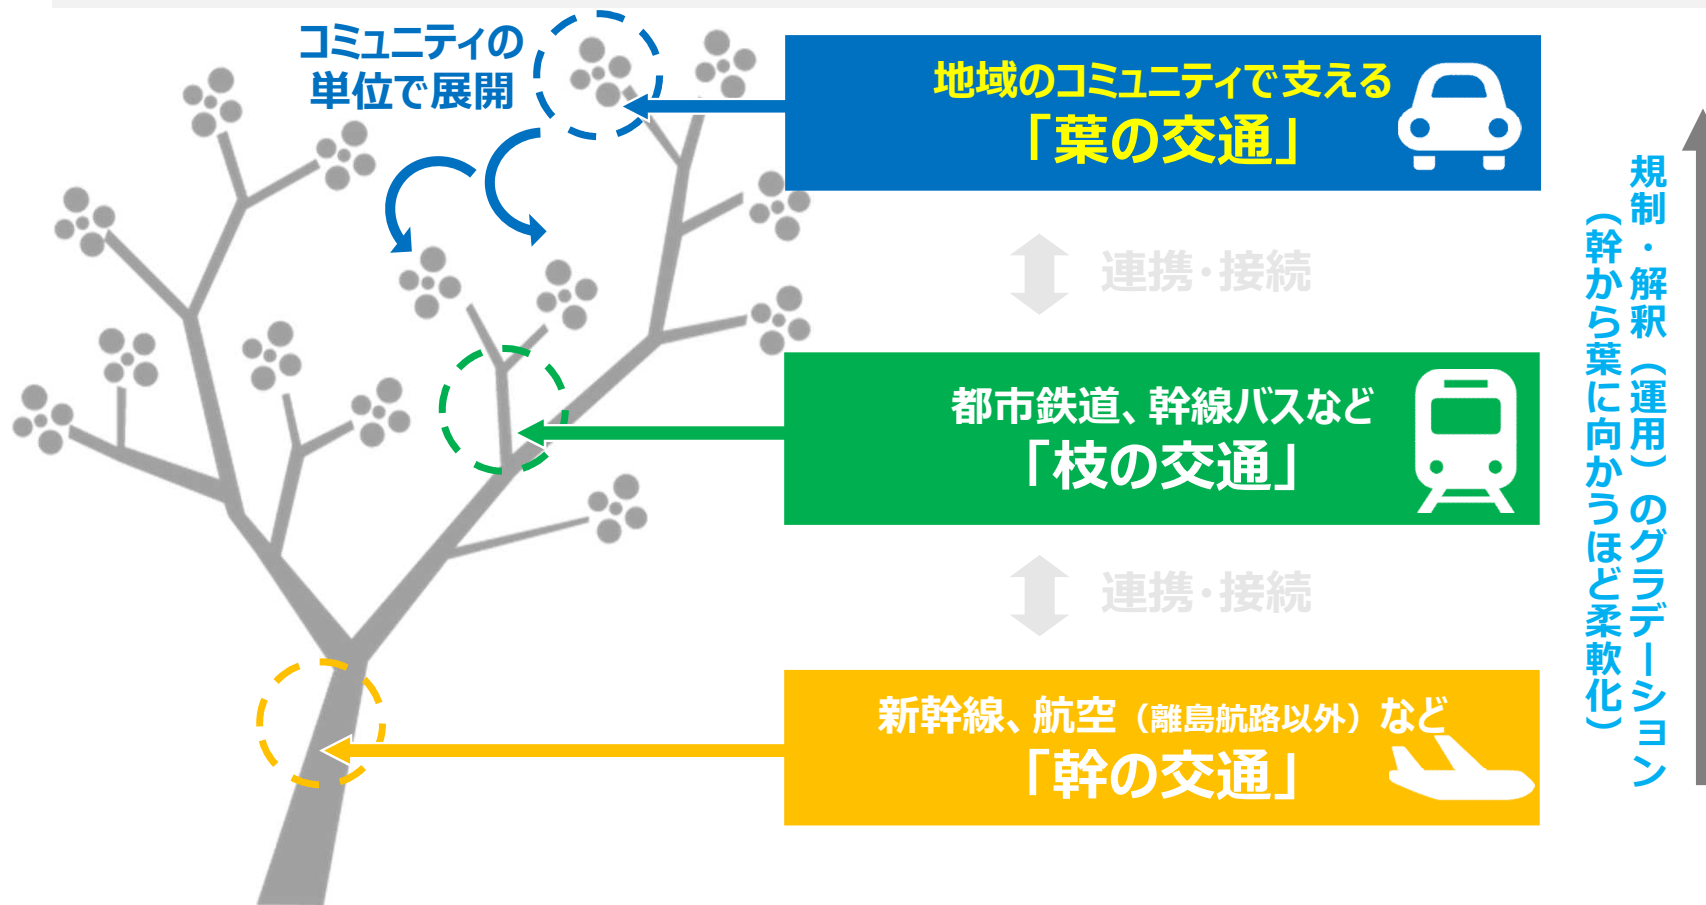 コミュニティの
単位で展開
地域のコミュニティで支える
「葉の交通」
連携・接続
都市鉄道、幹線バスなど
「枝の交通」
連携・接続
新幹線、航空（離島航路以外）など
「幹の交通」
規制・解釈（運用）のグラデーション
（幹から葉に向かうほど柔軟化）